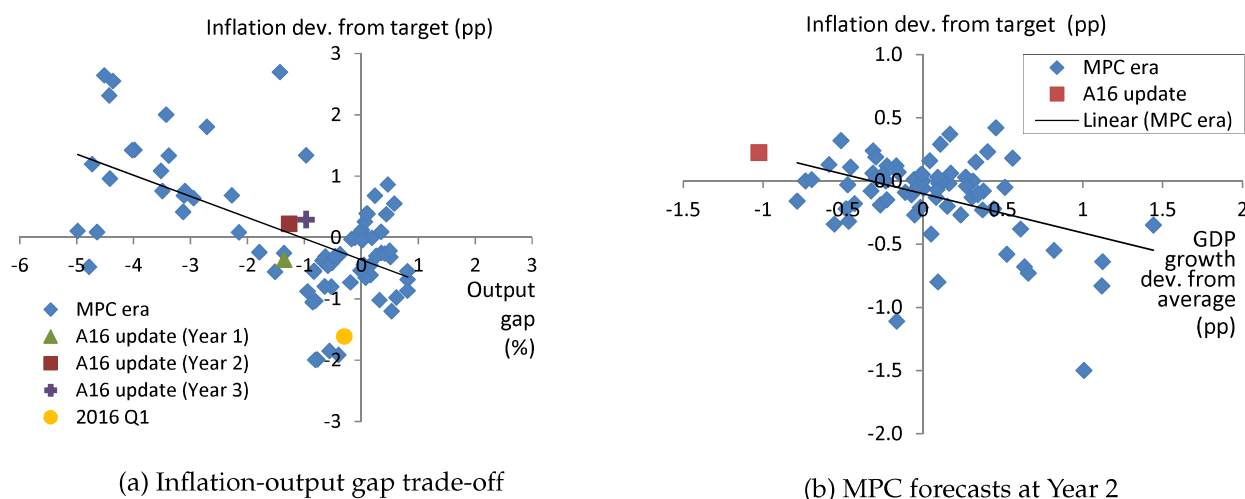 Inflation dev. from target (pp)
3
2
1
0
-1
-2
-3
-6
-5
-4
-3
-2
-1
0
1
2
3
Output
gap
(%)
MPC era
A16 update (Year 1)
A16 update (Year 2)
A16 update (Year 3)
2016 Q1
(a) Inflation-output gap trade-off
Inflation dev. from target (pp)
1.0
0.5
0.0
-0.5
-1.0
-1.5
-2.0
-1.5
-1
-0.5
0
0.5
1
1.5
2
MPC era
A16 update
Linear (MPC era)
GDP
growth
dev. from
average
(pp)
(b) MPC forecasts at Year 2